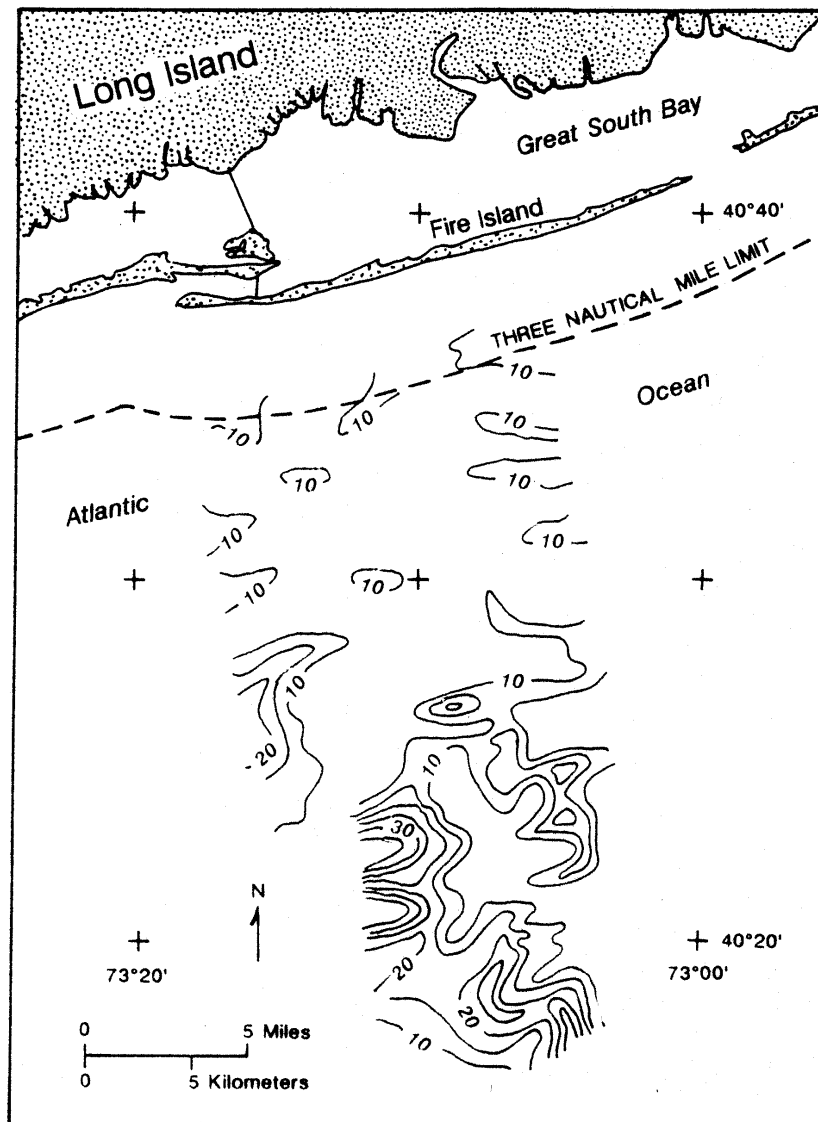 Long Island
Great South Bay
Fire Island
40°40'
THREE NAUTICAL MILE LIMIT
10
Ocean
10
10
10
10
10
10
Atlantic
10
10
10
10
10
10
20
10
30
N
40°20'
20
73°20'
73°00'
20
10
0 5 Miles
0 5 Kilometers